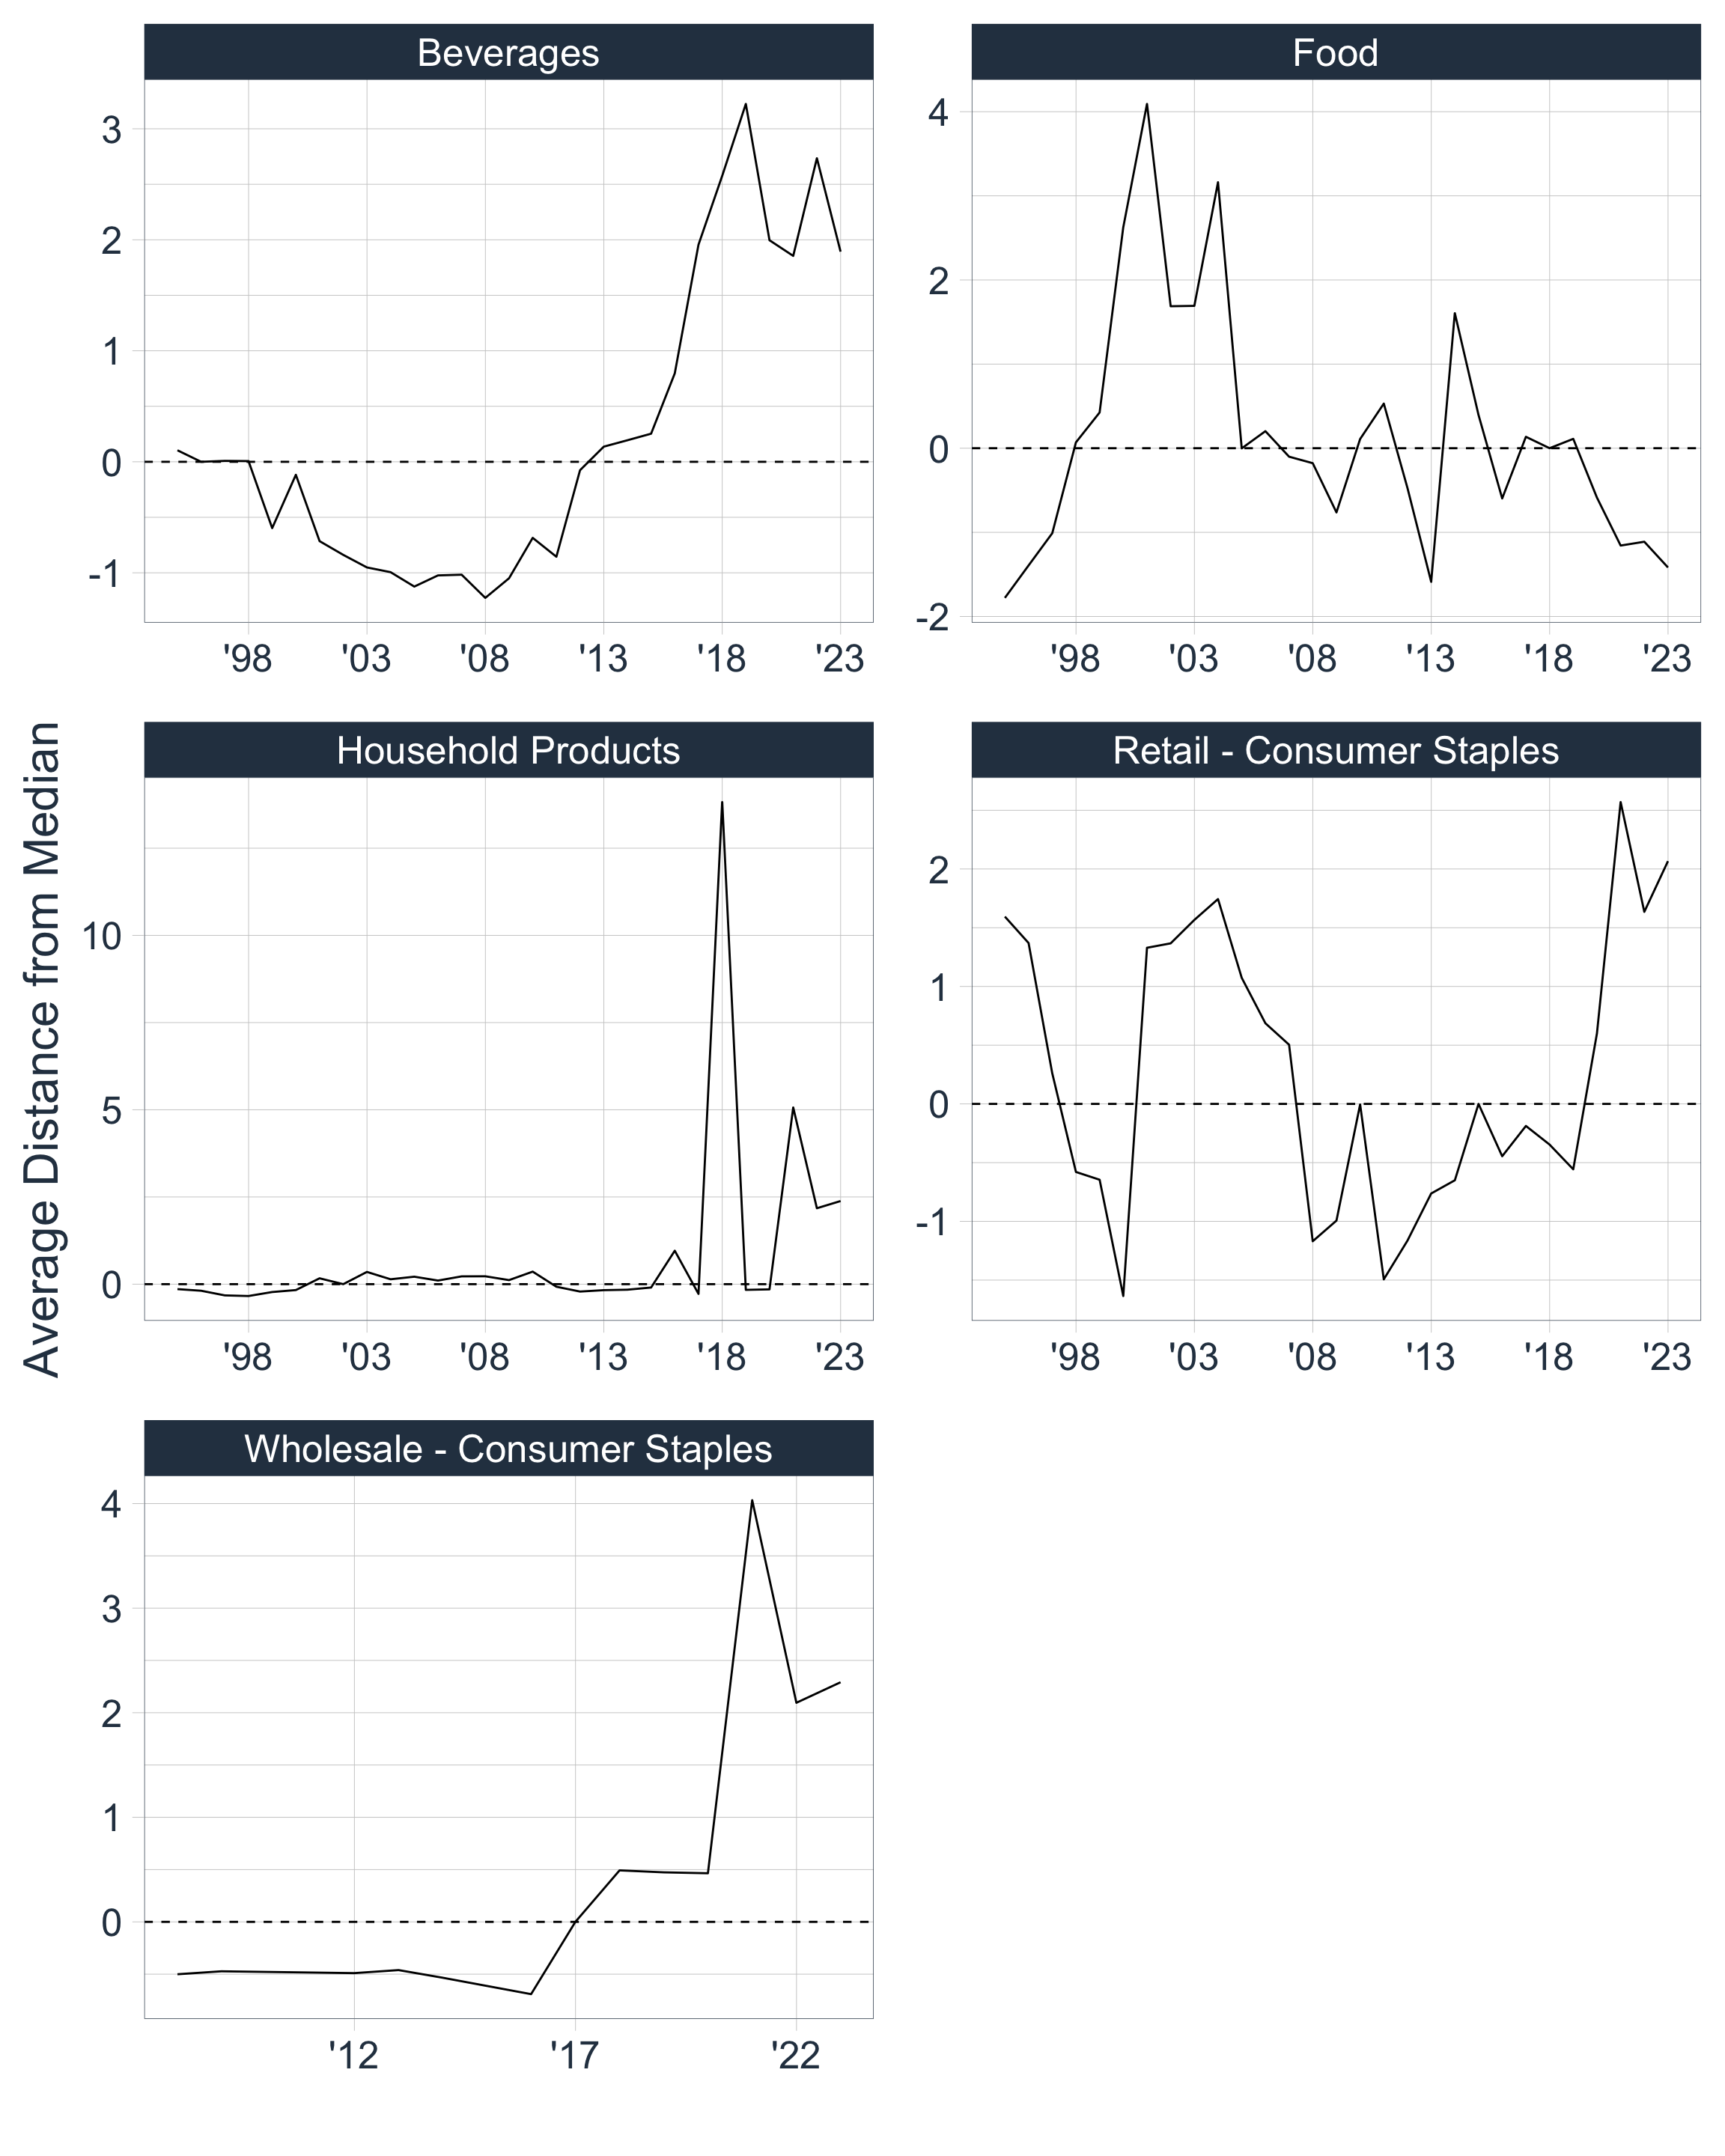 Average Distance from Median
Beverages
3
2
1
0
-1
'98 '03 '08 '13 '18 '23
Food
4
2
0
-2
'98 '03 '08 '13 '18 '23
Household Products
10
5
0
'98 '03 '08 '13 '18 '23
Retail - Consumer Staples
2
1
0
-1
'98 '03 '08 '13 '18 '23
Wholesale - Consumer Staples
4
3
2
1
0
'12 '17 '22